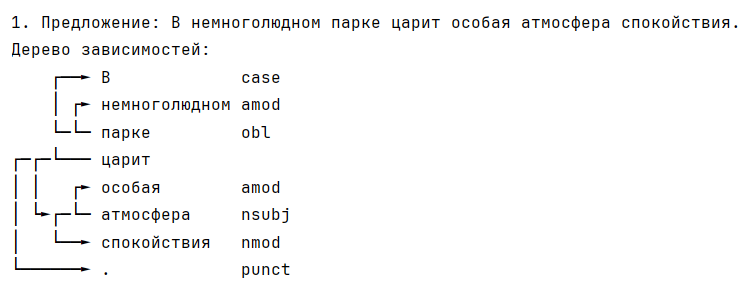 1. Предложение: В немноголюдном парке царит особая атмосфера спокойствия.
Дерево зависимостей:
В case
немноголюдном amod
парке obl
царит
особая amod
атмосфера nsubj
спокойствия nmod
. punct